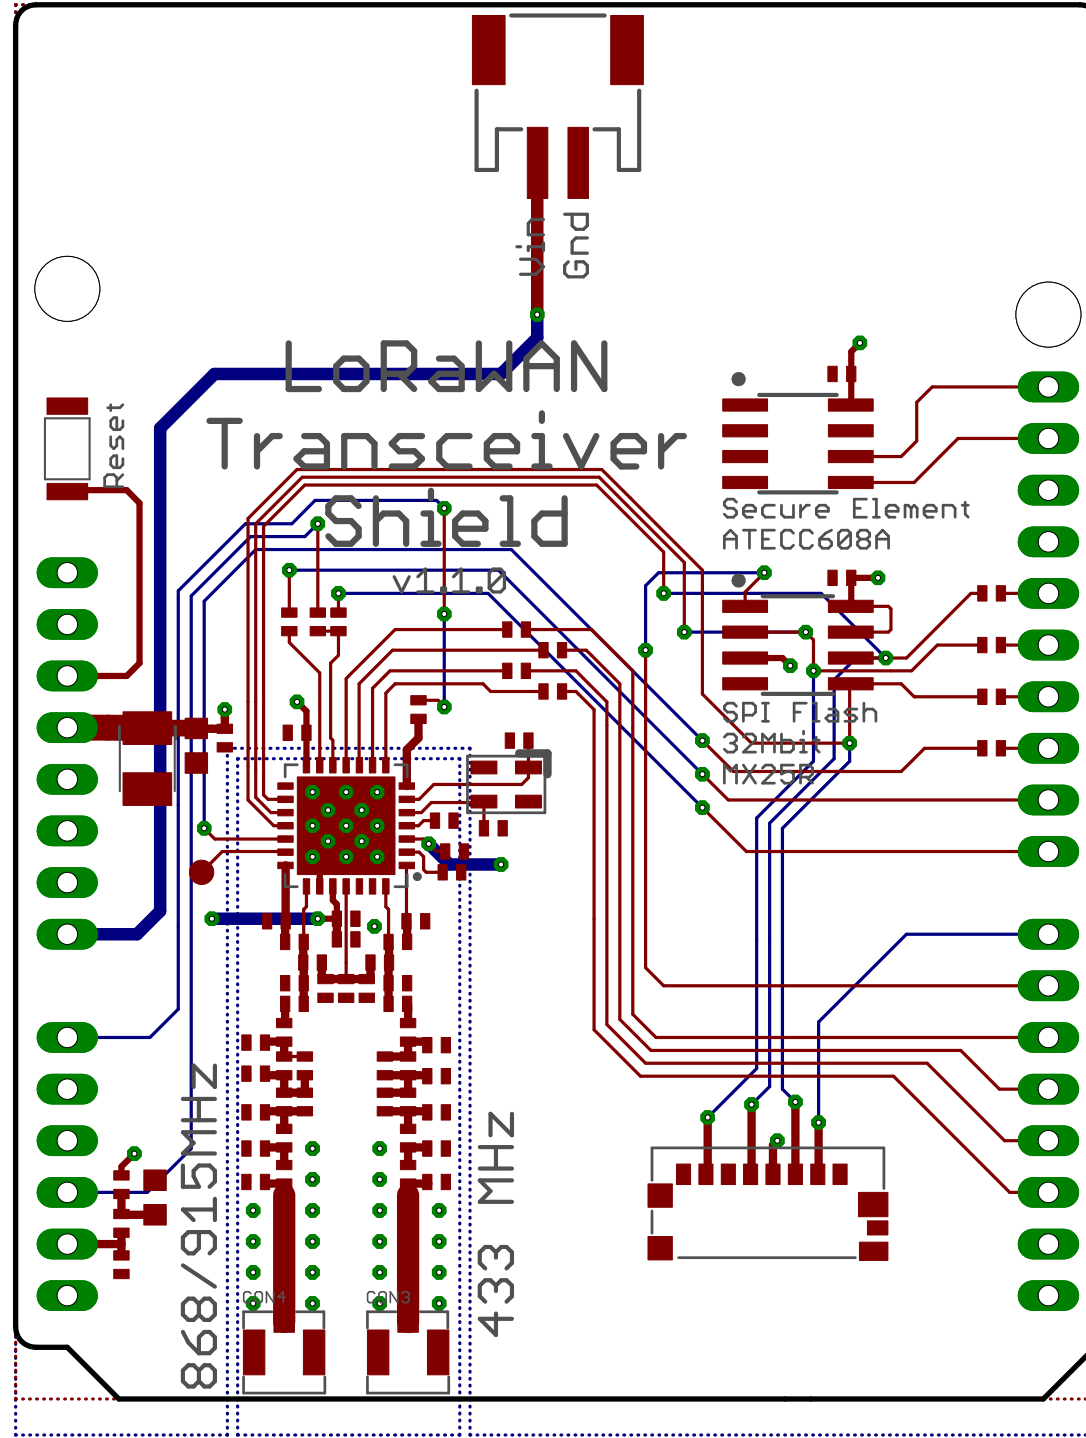 Vin
Gnd
LoRaWAN
Transceiver
Shield
v1.1.0
Reset
Secure Element
ATECC608A
SPI Flash
32Mbit
MX25R
868/915MHz
433 MHz
CON4
CON3